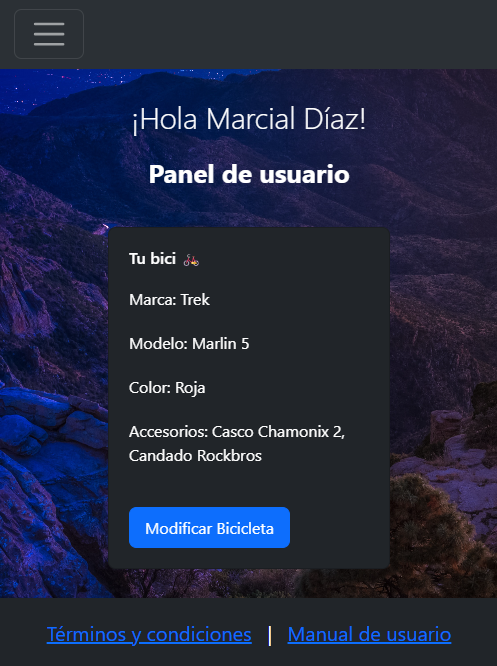 ¡Hola Marcial Díaz!
Panel de usuario
Tu bici 🚲
Marca: Trek
Modelo: Marlin 5
Color: Roja
Accesorios: Casco Chamonix 2,
Candado Rockbros
Modificar Bicicleta
Términos y condiciones | Manual de usuario